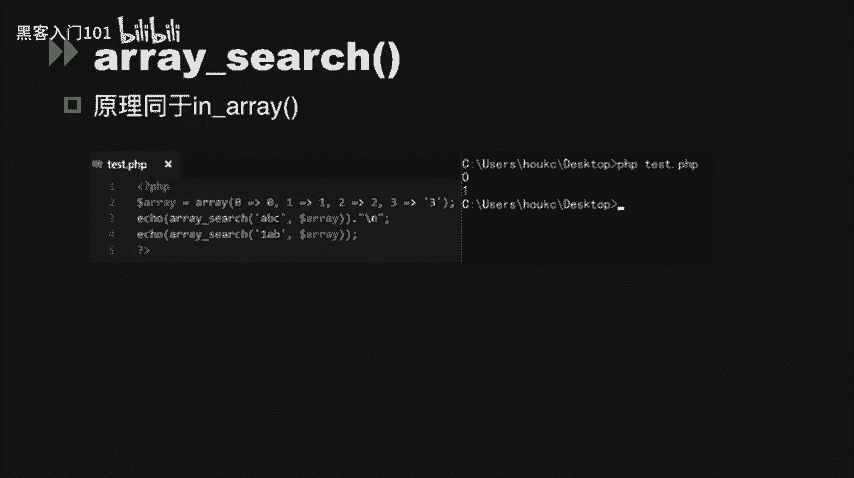 黑客入门101 bilibili
array_search()
原理同于in_array()
test.php ×
1 <?php
2 $array = array(0 => 0, 1 => 1, 2 => 2, 3 => '3');
3 echo(array_search('abc', $array))."\n";
4 echo(array_search('1ab', $array));
5 ?>
C:\Users\houkc\Desktop>php test.php
0
1
C:\Users\houkc\Desktop>_